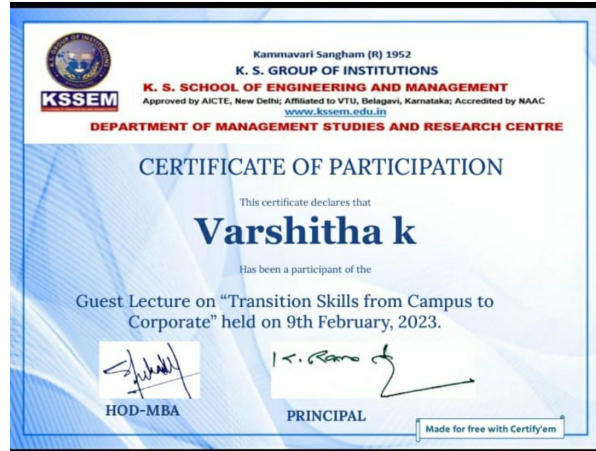 K. S. GROUP OF INSTITUTIONS
KSSEM
Kammavari Sangham (R) 1952
K. S. GROUP OF INSTITUTIONS
K. S. SCHOOL OF ENGINEERING AND MANAGEMENT
Approved by AICTE, New Delhi; Affiliated to VTU, Belagavi, Karnataka; Accredited by NAAC
www.kssem.edu.in
DEPARTMENT OF MANAGEMENT STUDIES AND RESEARCH CENTRE
CERTIFICATE OF PARTICIPATION
This certificate declares that
Varshitha k
Has been a participant of the
Guest Lecture on “Transition Skills from Campus to
Corporate” held on 9th February, 2023.
HOD-MBA
PRINCIPAL
Made for free with Certify'em